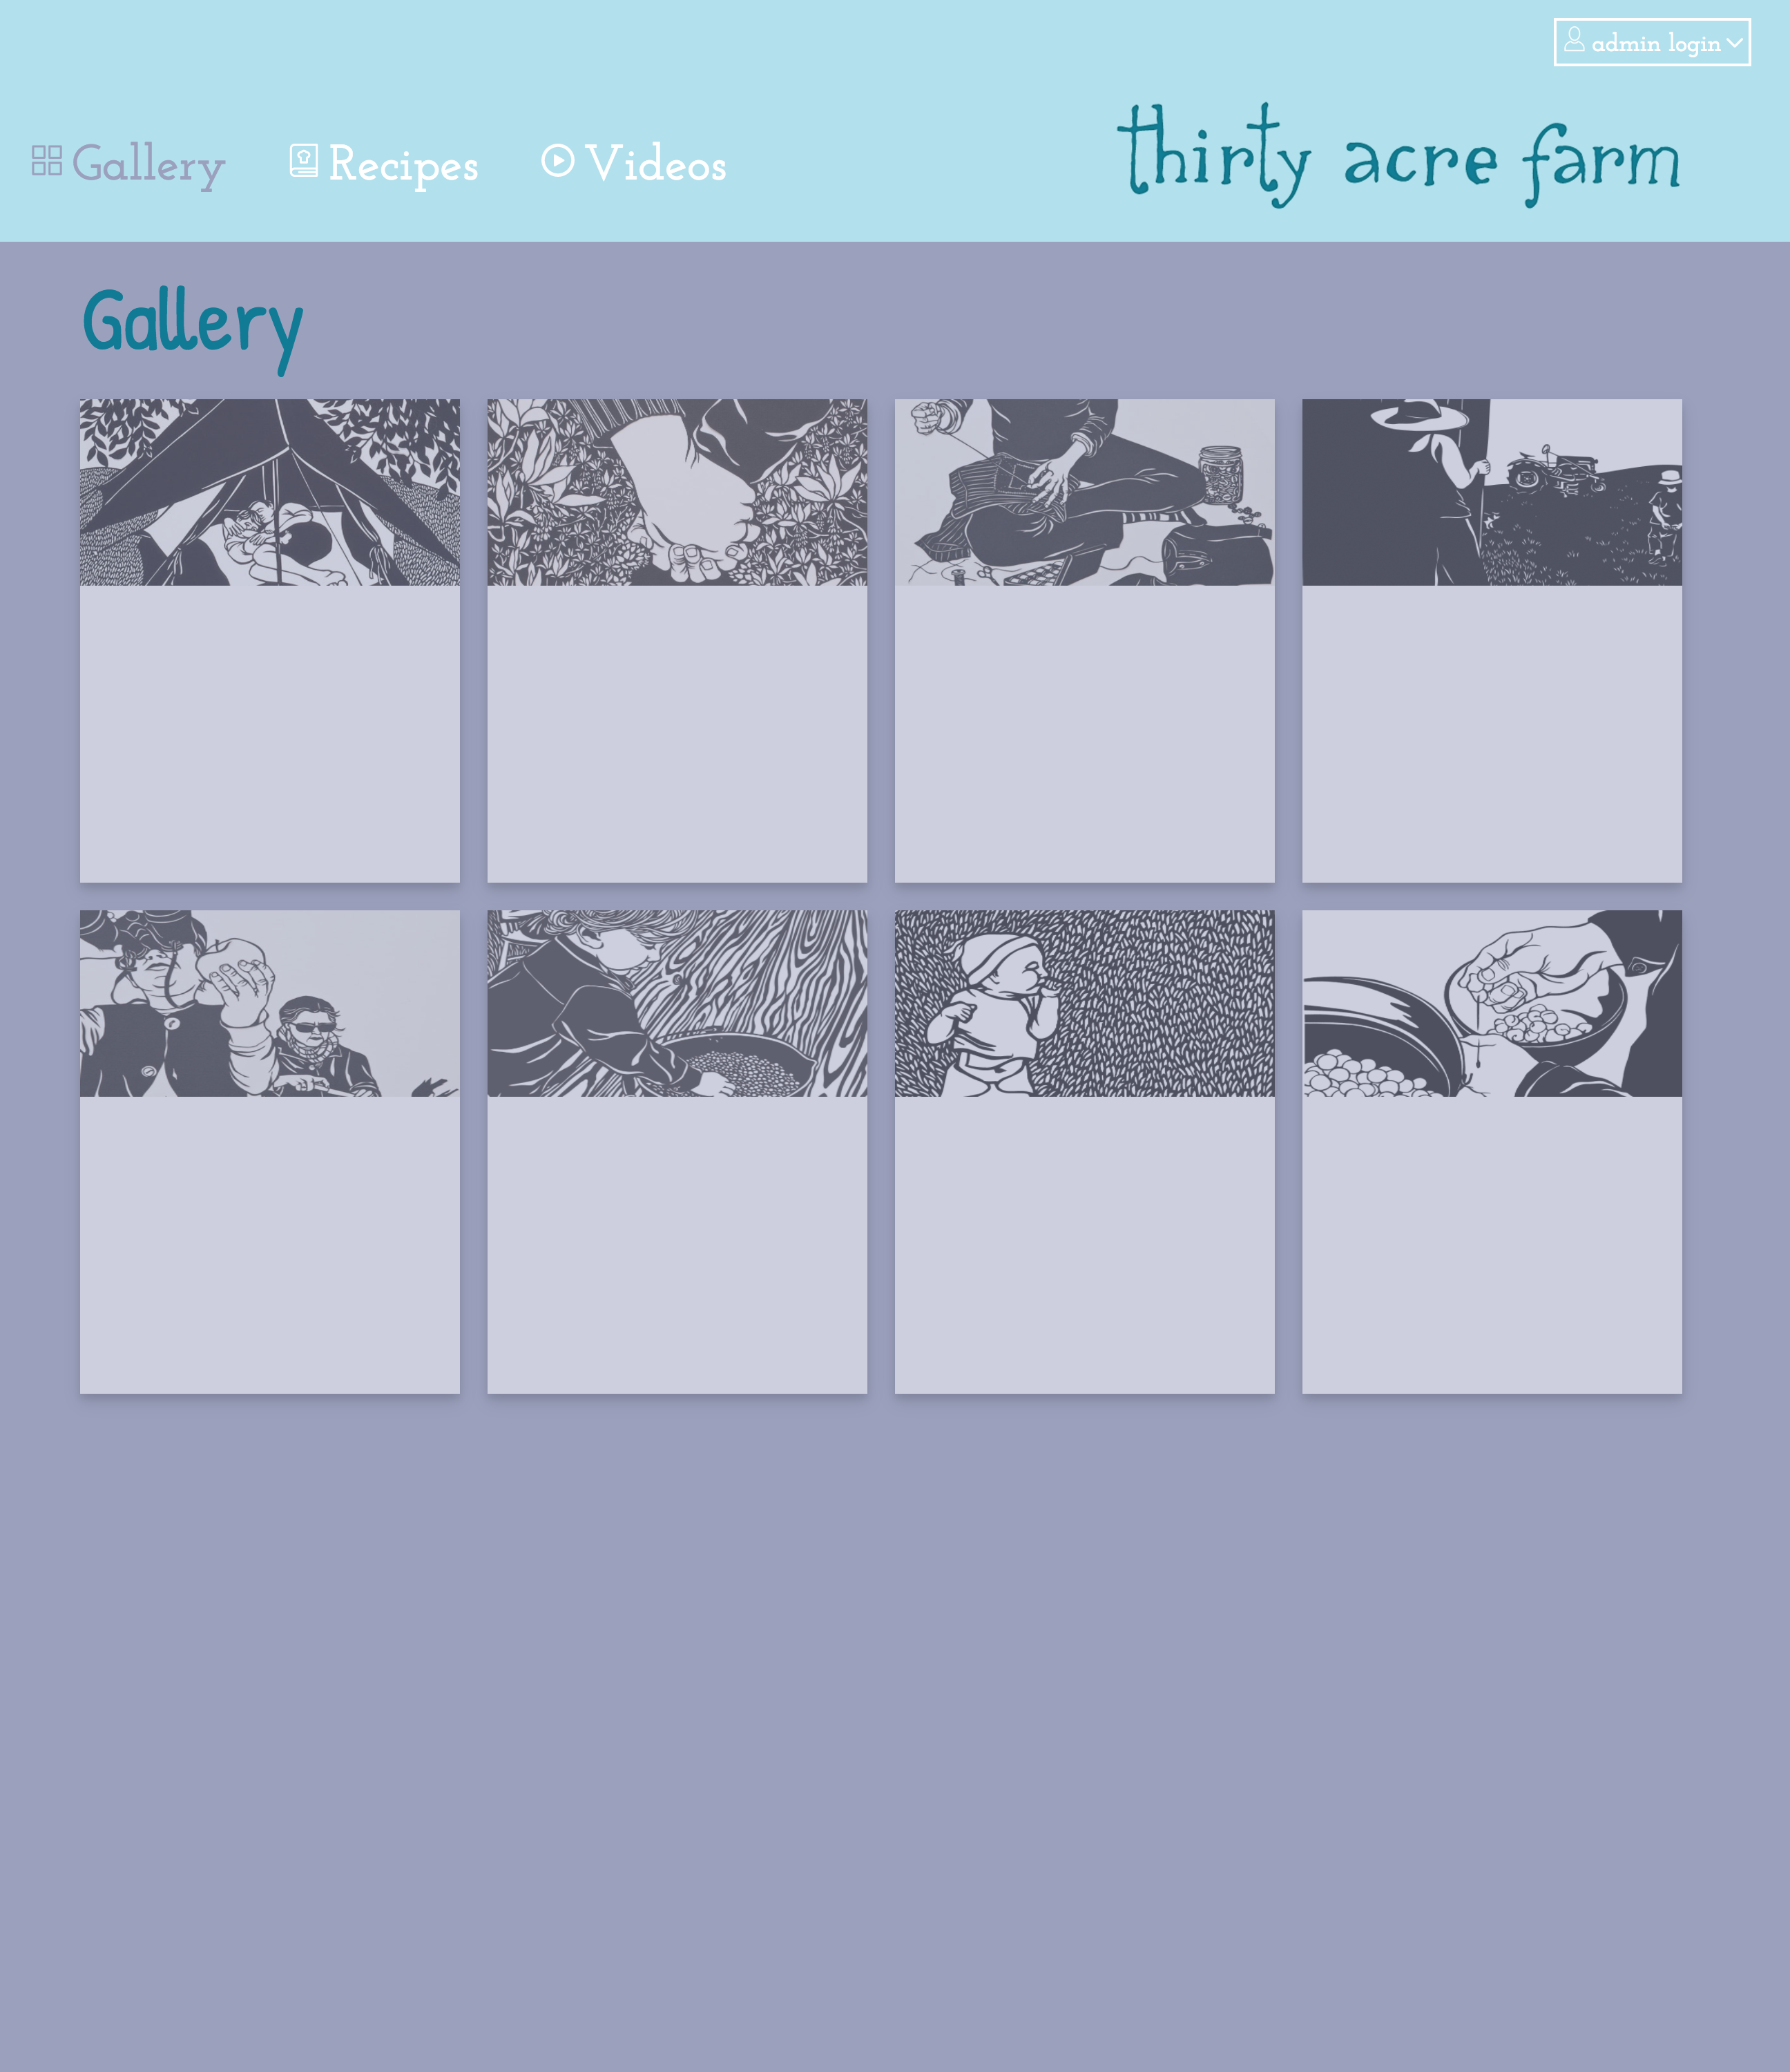 admin login
Gallery
Recipes
Videos
thirty acre farm
Gallery